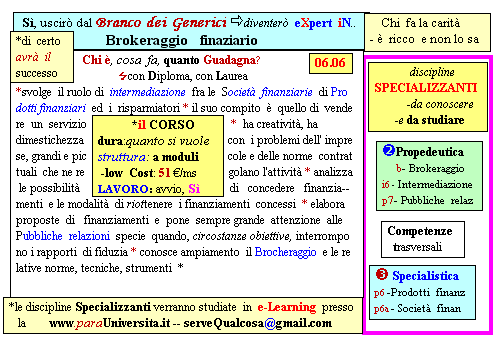 Sì, uscirò dal Branco dei Generici ⇨diventerò eXpert iN..
Brokeraggio finaziario
Chi fa la carità
- è ricco e non lo sa
*di certo
avrà il
successo
Chi è, cosa fa, quanto Guadagna?
con Diploma, con Laurea
06.06
*svolge il ruolo di intermediazione fra le Società finanziarie di Pro
dotti finanziari ed i risparmiatori * il suo compito è quello di vende
re un servizio * ha creatività, ha
dimestichezza con i problemi dell' impre
se, grandi e pic cole e delle norme contrat
tuali che ne re golano l'attività * analizza
le possibilità di concedere finanzia--
menti e le modalità di riottenere i finanziamenti concessi * elabora
proposte di finanziamenti e pone sempre grande attenzione alle
Pubbliche relazioni specie quando, circostanze obiettive, interrompo
no i rapporti di fiduzia * conosce ampiamento il Brocheraggio e le re
lative norme, tecniche, strumenti *
*il CORSO
dura:quanto si vuole
struttura: a moduli
-low Cost: 51 €/ms
LAVORO: avvio, Sì
discipline
SPECIALIZZANTI
-da conoscere
-e da studiare
❷Propedeutica
b- Brokeraggio
i6- Intermediazione
p7- Pubbliche relaz
Competenze
trasversali
❸ Specialistica
p6 -Prodotti finanz
p6a- Società finan
*le discipline Specializzanti verranno studiate in e-Learning presso
la www.paraUniversita.it -- serveQualcosa@gmail.com